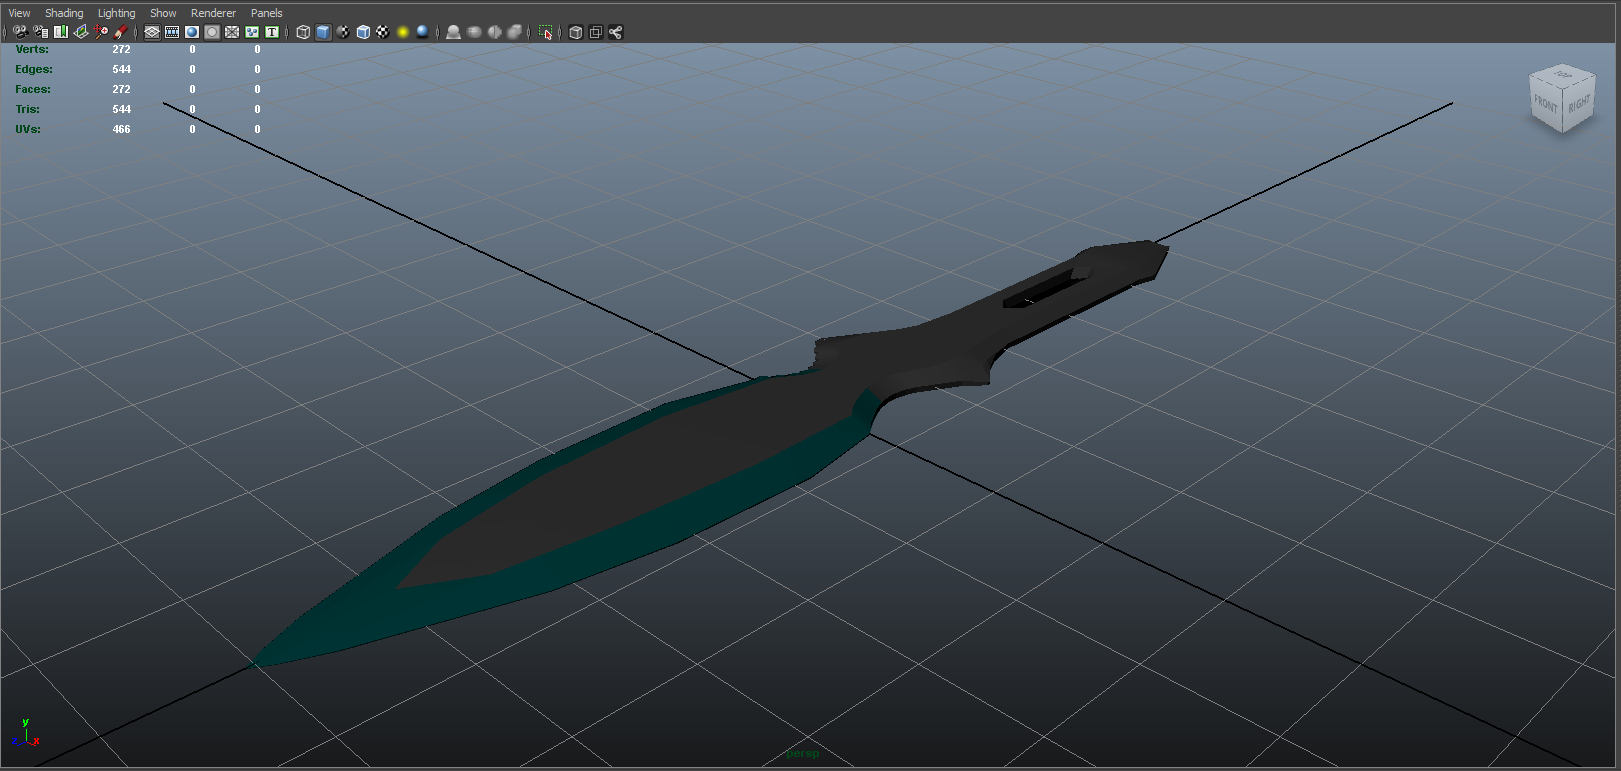 View Shading Lighting Show Renderer Panels
T
Verts: 272 0 0
Edges: 544 0 0
Faces: 272 0 0
Tris: 544 0 0
UVs: 466 0 0
TOP
FRONT RIGHT
y
z x
persp